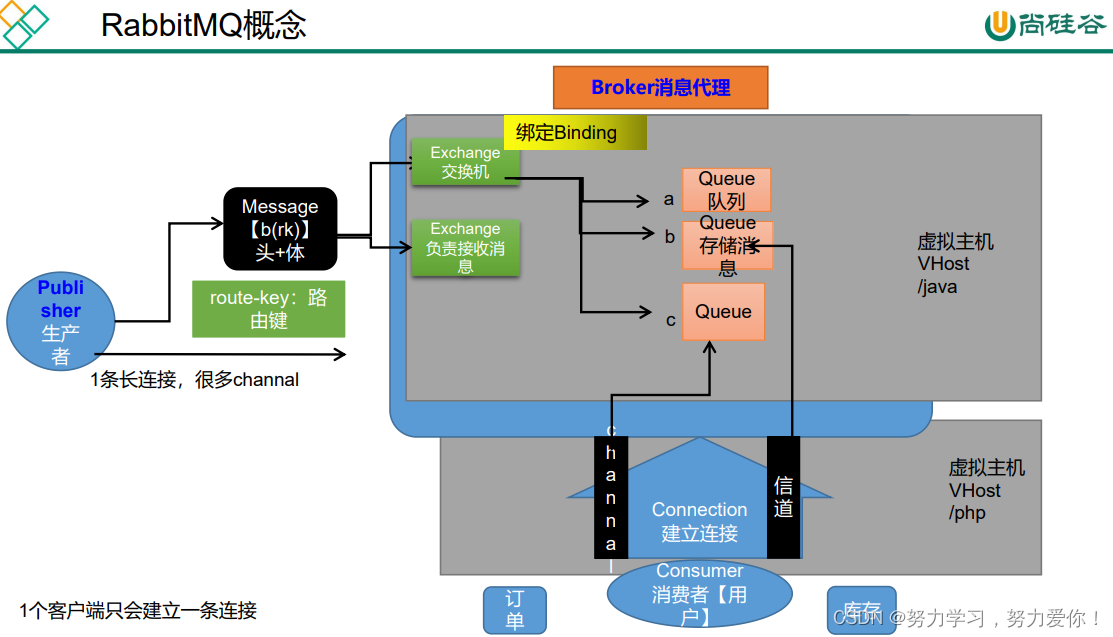 RabbitMQ概念
尚硅谷
Broker消息代理
绑定Binding
Exchange
交换机
Exchange
负责接收消
息
Message
【b(rk)】
头+体
Publi
sher
生产
者
route-key：路
由键
1条长连接，很多channal
a
Queue
队列
b
Queue
存储消
息
c
Queue
虚拟主机
VHost
/java
虚拟主机
VHost
/php
c
h
a
n
n
a
l
信
道
Connection
建立连接
Consumer
消费者【用
户】
订
单
库存
1个客户端只会建立一条连接
CSDN @努力学习，努力爱你！